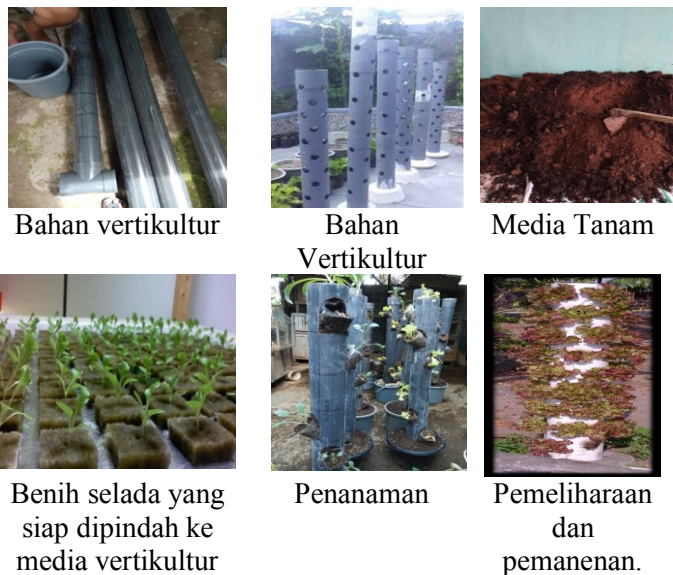 Bahan vertikultur
Bahan
Vertikultur
Media Tanam
Benih selada yang
siap dipindah ke
media vertikultur
Penanaman
Pemeliharaan
dan
pemanenan.